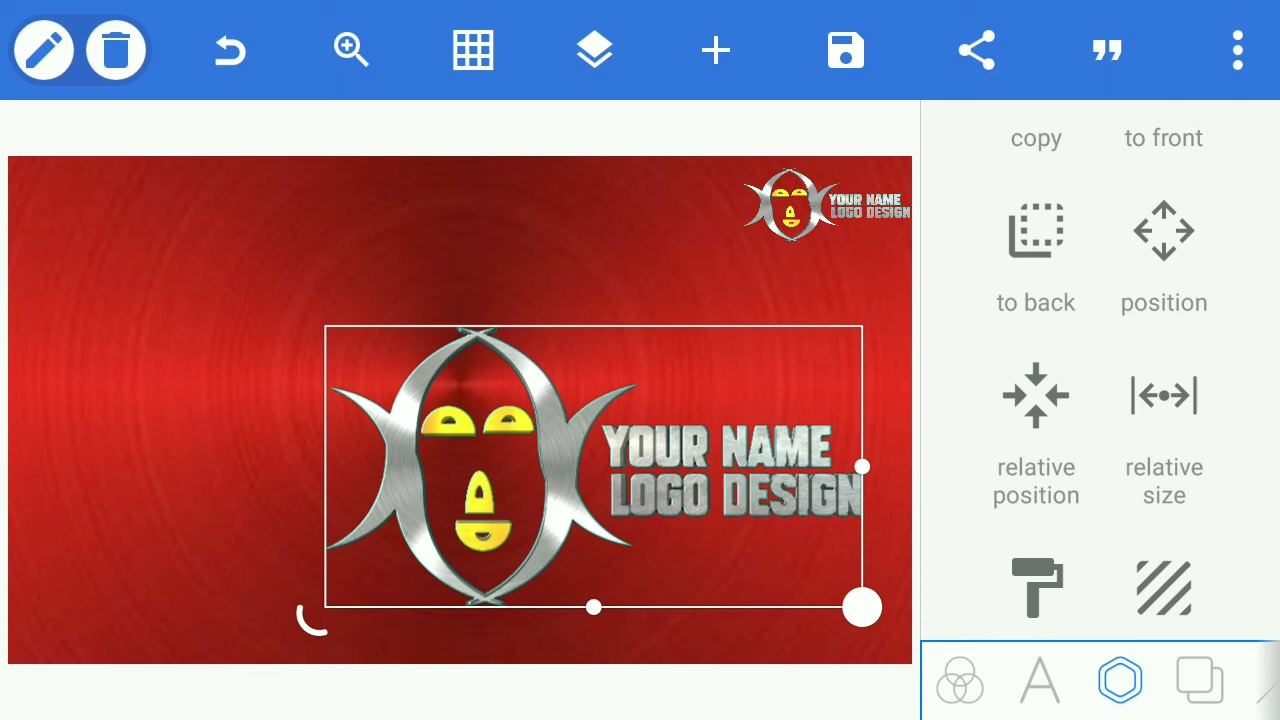 YOUR NAME
LOGO DESIGN
YOUR NAME
LOGO DESIGN
copy
to front
to back
position
relative
position
relative
size